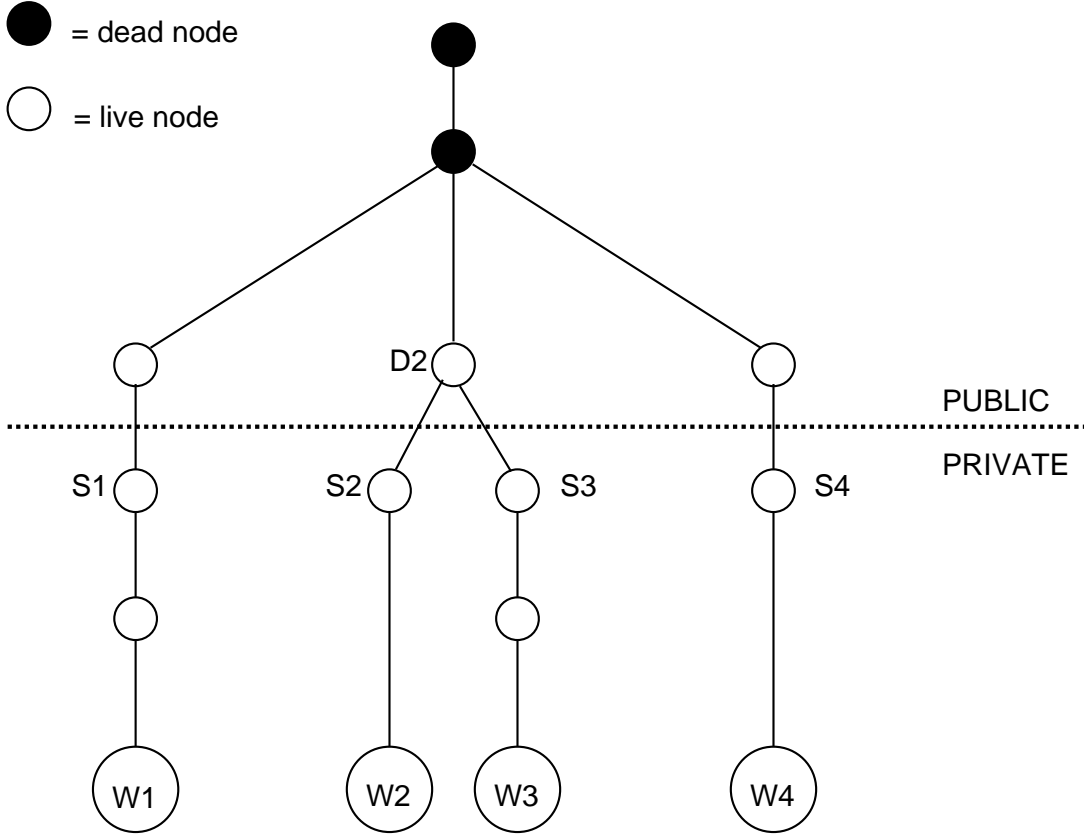 = dead node
= live node
D2
PUBLIC
PRIVATE
S1
S2
S3
S4
W1
W2
W3
W4